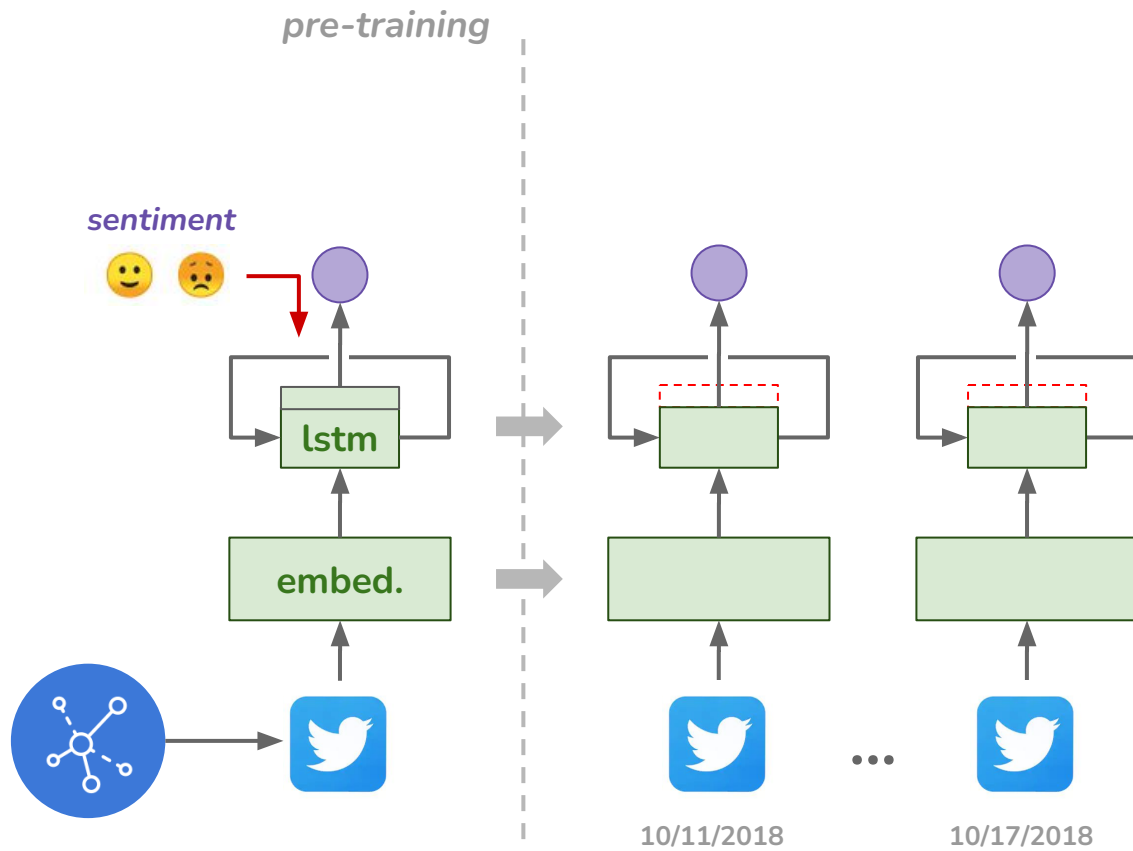 pre-training
sentiment
lstm
embed.
...
10/11/2018
10/17/2018